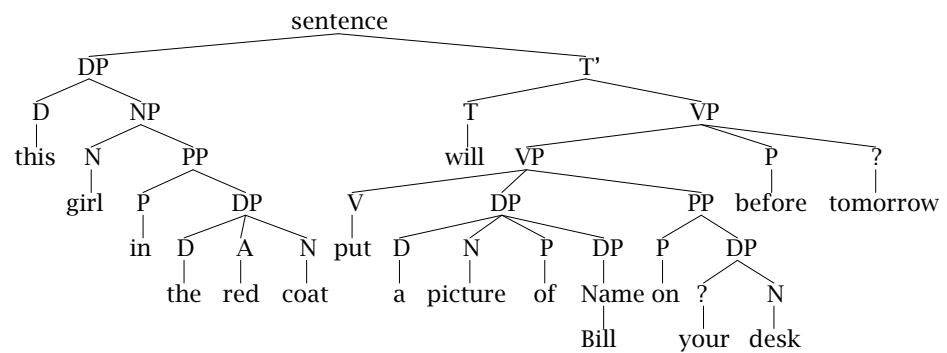 sentence
DP T'
D NP T VP
this N PP will VP P ?
girl P DP V DP PP before tomorrow
in D A N put D N P DP P DP
the red coat a picture of Name on ? N
Bill your desk